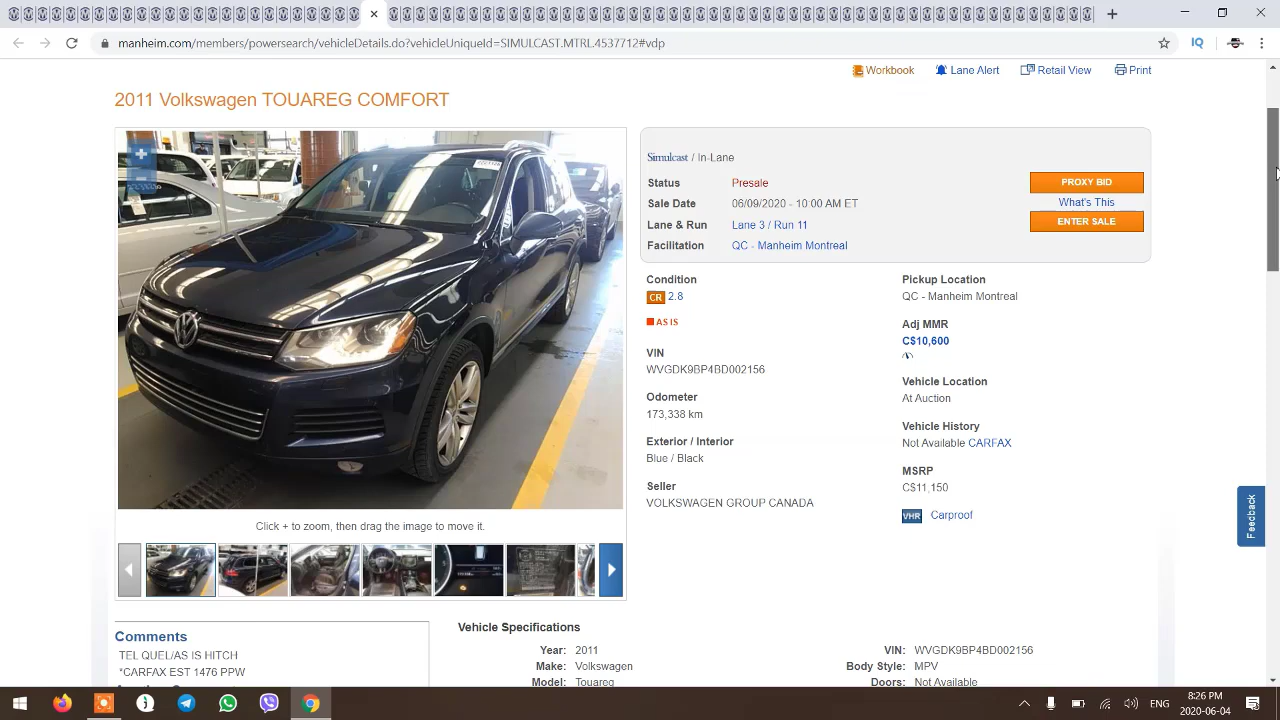 manheim.com/members/powersearch/vehicleDetails.do?vehicleUniqueId=SIMULCAST.MTRL.4537712#vdp
Workbook
Lane Alert
Retail View
Print
2011 Volkswagen TOUAREG COMFORT
Simulcast / In-Lane
Status Presale
PROXY BID
Sale Date 06/09/2020 - 10:00 AM ET
What's This
Lane & Run Lane 3 / Run 11
ENTER SALE
Facilitation QC - Manheim Montreal
Condition
CR 2.8
AS IS
VIN
WVGDK9BP4BD002156
Odometer
173,338 km
Exterior / Interior
Blue / Black
Seller
VOLKSWAGEN GROUP CANADA
Pickup Location
QC - Manheim Montreal
Adj MMR
C$10,600
Vehicle Location
At Auction
Vehicle History
Not Available CARFAX
MSRP
C$11,150
VHR Carproof
Feedback
Click + to zoom, then drag the image to move it.
Comments
TEL QUEL/AS IS HITCH
*CARFAX EST 1476 PPW
Vehicle Specifications
Year: 2011
Make: Volkswagen
Model: Touareg
VIN: WVGDK9BP4BD002156
Body Style: MPV
Doors: Not Available
ENG
8:26 PM
2020-06-04